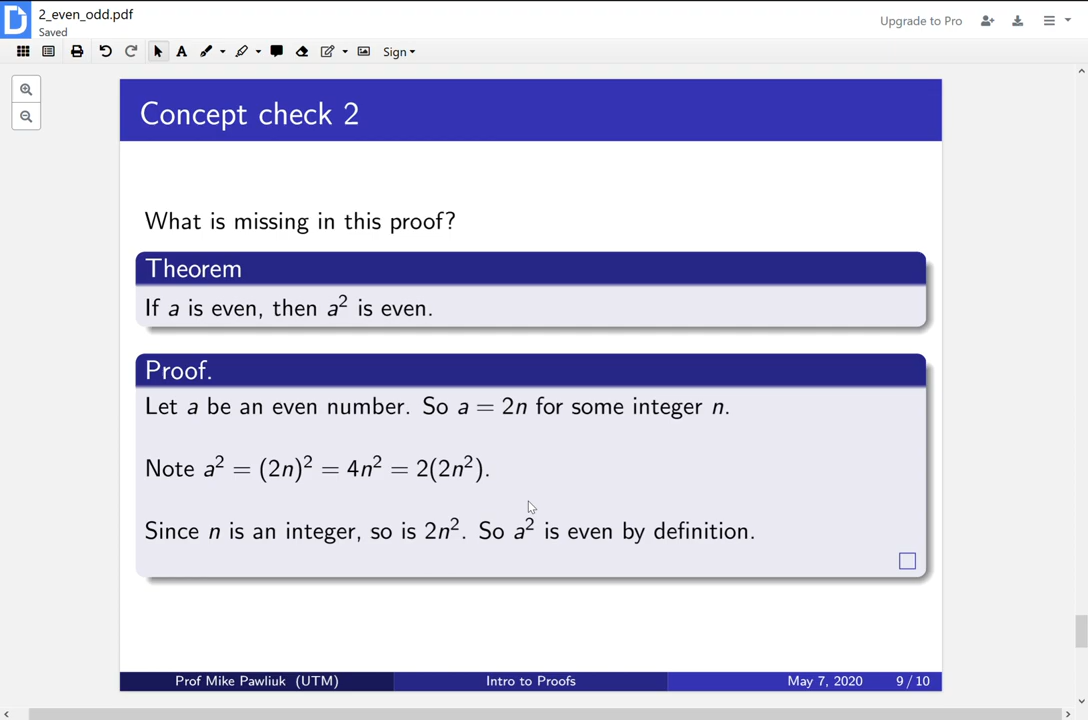 2_even_odd.pdf
Saved
Upgrade to Pro
Sign
Concept check 2
What is missing in this proof?
Theorem
If a is even, then a² is even.
Proof.
Let a be an even number. So a = 2n for some integer n.
Note a² = (2n)² = 4n² = 2(2n²).
Since n is an integer, so is 2n². So a² is even by definition.
Prof Mike Pawliuk (UTM) Intro to Proofs May 7, 2020 9 / 10